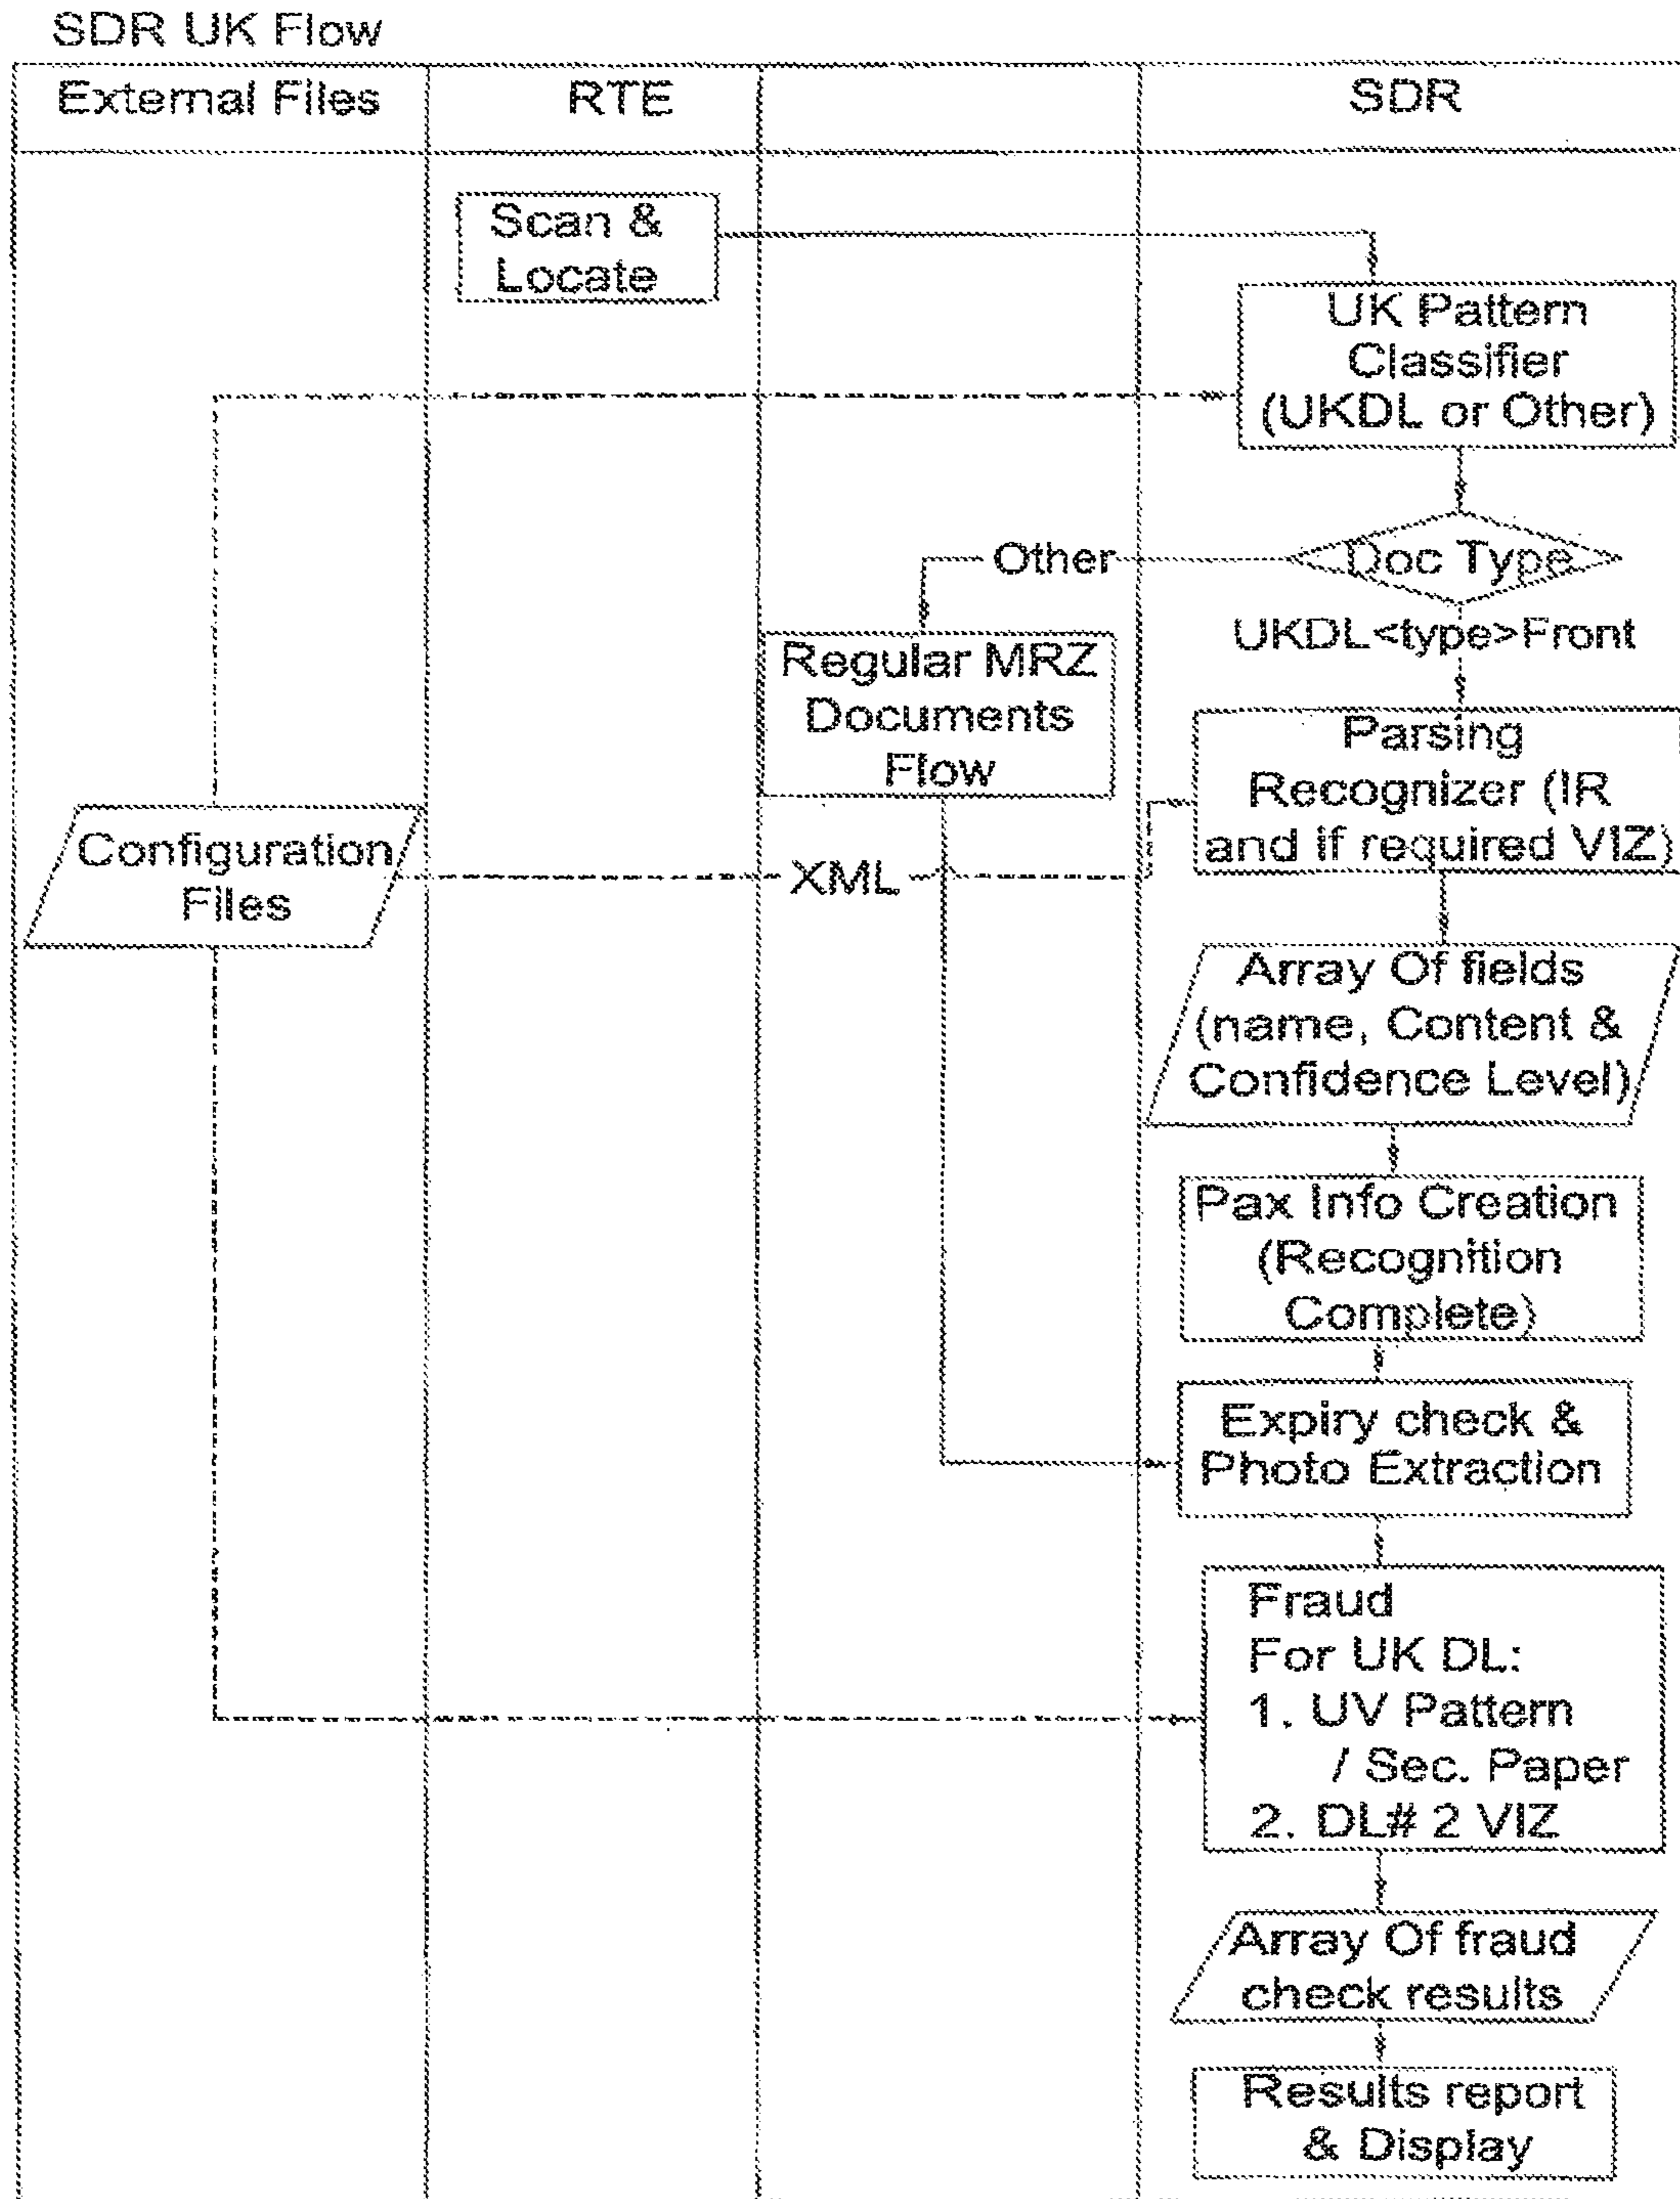 SDR UK Flow
External Files
RTE
SDR
Scan &
Locate
UK Pattern
Classifier
(UKDL or Other)
Other
Doc Type
UKDL<type>Front
Regular MRZ
Documents
Flow
Parsing
Recognizer (IR
and if required VIZ)
Configuration
Files
XML
Array Of fields
(name, Content &
Confidence Level)
Pax Info Creation
(Recognition
Complete)
Expiry check &
Photo Extraction
Fraud
For UK DL:
1. UV Pattern
/ Sec. Paper
2. DL# 2 VIZ
Array Of fraud
check results
Results report
& Display